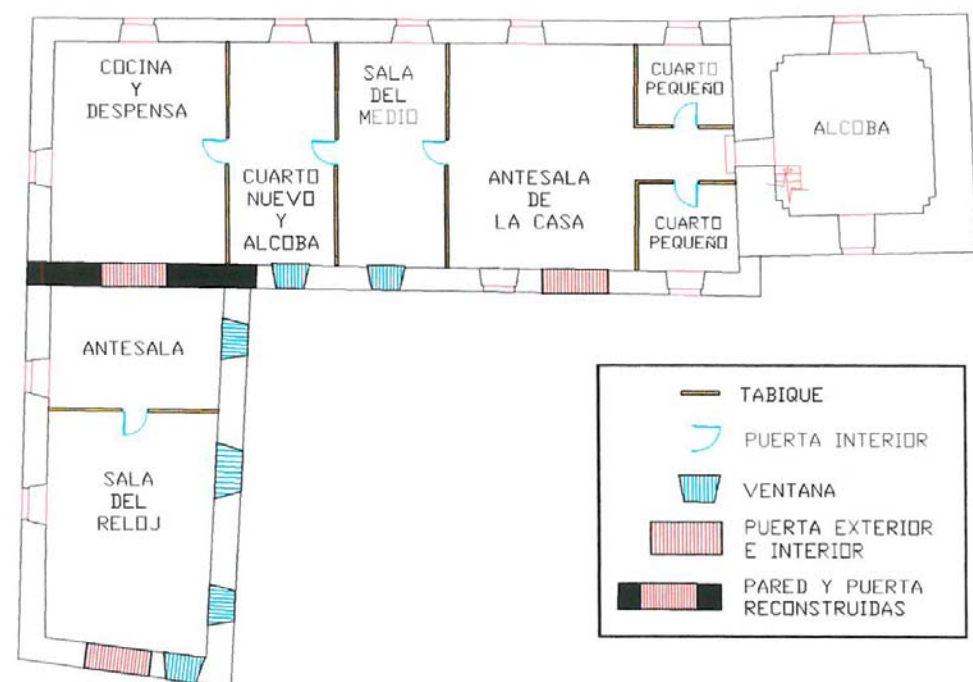 COCINA
Y
DESPENSA
CUARTO
NUEVO
Y
ALCOBA
SALA
DEL
MEDIO
ANTESALA
DE
LA CASA
CUARTO
PEQUEÑO
CUARTO
PEQUEÑO
ALCOBA
ANTESALA
SALA
DEL
RELOJ
TABIQUE
PUERTA INTERIOR
VENTANA
PUERTA EXTERIOR
E INTERIOR
PARED Y PUERTA
RECONSTRUIDAS